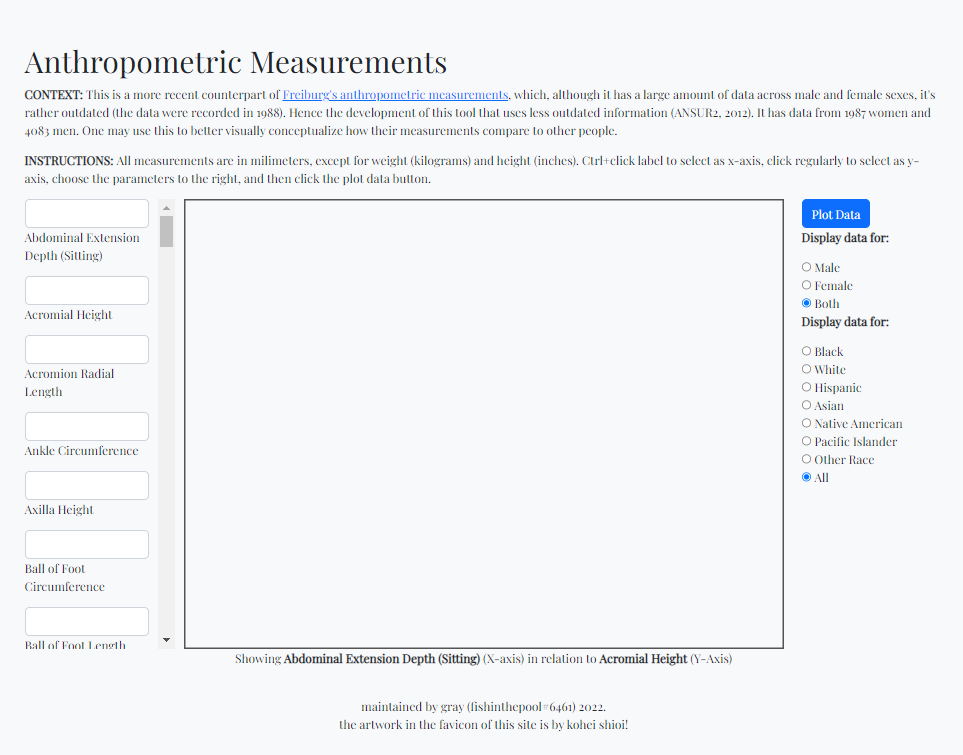 Anthropometric Measurements
CONTEXT: This is a more recent counterpart of Freiburg's anthropometric measurements, which, although it has a large amount of data across male and female sexes, it's
rather outdated (the data were recorded in 1988). Hence the development of this tool that uses less outdated information (ANSUR2, 2012). It has data from 1987 women and
4083 men. One may use this to better visually conceptualize how their measurements compare to other people.
INSTRUCTIONS: All measurements are in milimeters, except for weight (kilograms) and height (inches). Ctrl+click label to select as x-axis, click regularly to select as y-
axis, choose the parameters to the right, and then click the plot data button.
Abdominal Extension
Depth (Sitting)
Acromial Height
Acromion Radial
Length
Ankle Circumference
Axilla Height
Ball of Foot
Circumference
Ball of Foot Length
Plot Data
Display data for:
Male
Female
Both
Display data for:
Black
White
Hispanic
Asian
Native American
Pacific Islander
Other Race
All
Showing Abdominal Extension Depth (Sitting) (X-axis) in relation to Acromial Height (Y-Axis)
maintained by gray (fishinthepool#6461) 2022.
the artwork in the favicon of this site is by kohei shioi!